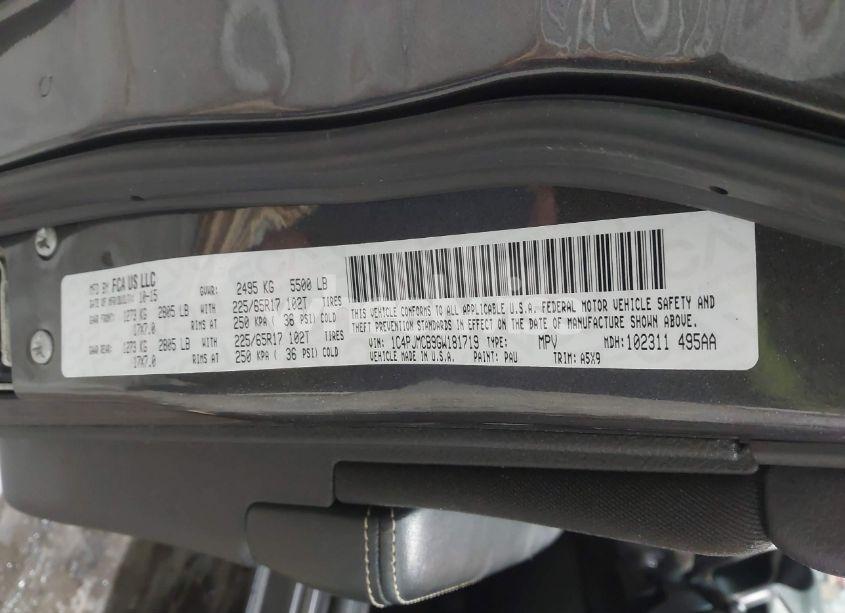 MFD BY FCA US LLC
DATE OF MFR(BUILT): 10-15 GVWR: 2495 KG 5500 LB
GAWR FRONT: 1273 KG 2805 LB WITH 225/65R17 102T TIRES
17X7.0 RIMS AT 250 KPA ( 36 PSI) COLD
GAWR REAR: 1273 KG 2805 LB WITH 225/65R17 102T TIRES
17X7.0 RIMS AT 250 KPA ( 36 PSI) COLD
THIS VEHICLE CONFORMS TO ALL APPLICABLE U.S.A. FEDERAL MOTOR VEHICLE SAFETY AND
THEFT PREVENTION STANDARDS IN EFFECT ON THE DATE OF MANUFACTURE SHOWN ABOVE.
VIN: 1C4PJMCB9GW181719 TYPE: MPV MDH: 102311 495AA
VEHICLE MADE IN U.S.A. PAINT: PAU TRIM: A5X9